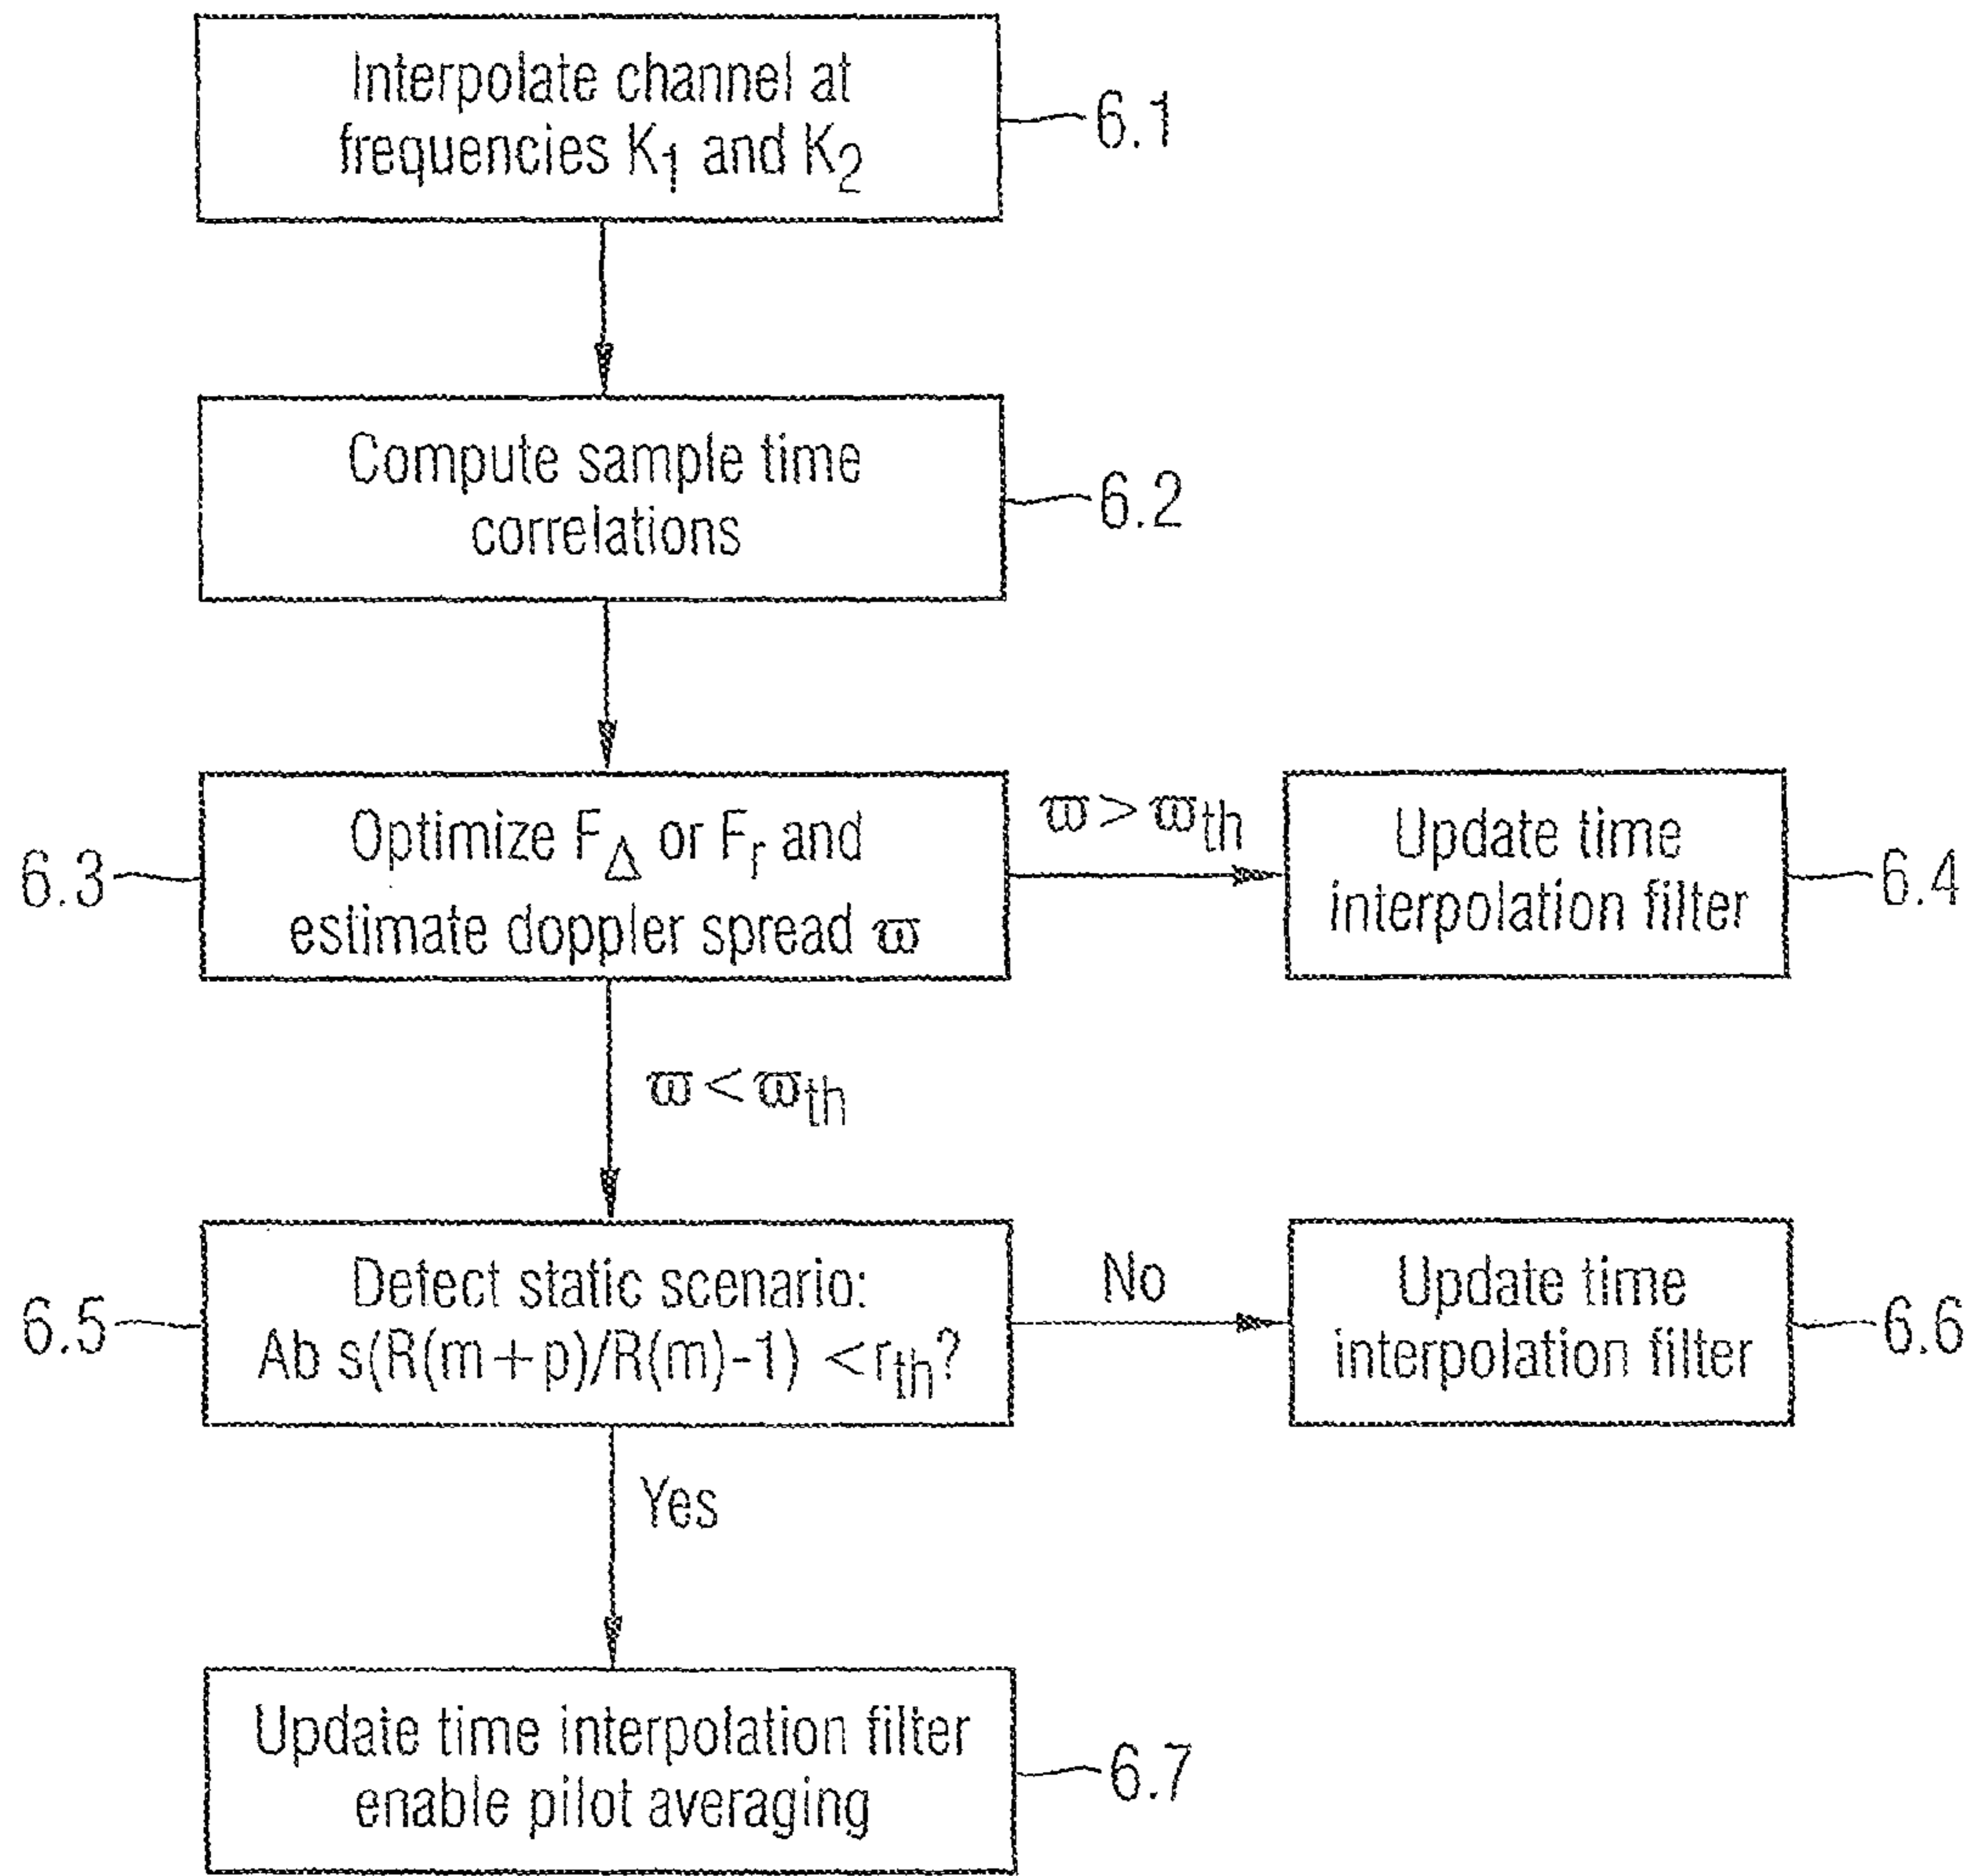 Interpolate channel at
frequencies K1 and K2
6.1
Compute sample time
correlations
6.2
6.3
Optimize FΔ or Fr and
estimate doppler spread ϖ
ϖ > ϖth
Update time
interpolation filter
6.4
ϖ < ϖth
6.5
Detect static scenario:
Ab s(R(m+p)/R(m)-1) < rth?
No
Update time
interpolation filter
6.6
Yes
Update time interpolation filter
enable pilot averaging
6.7